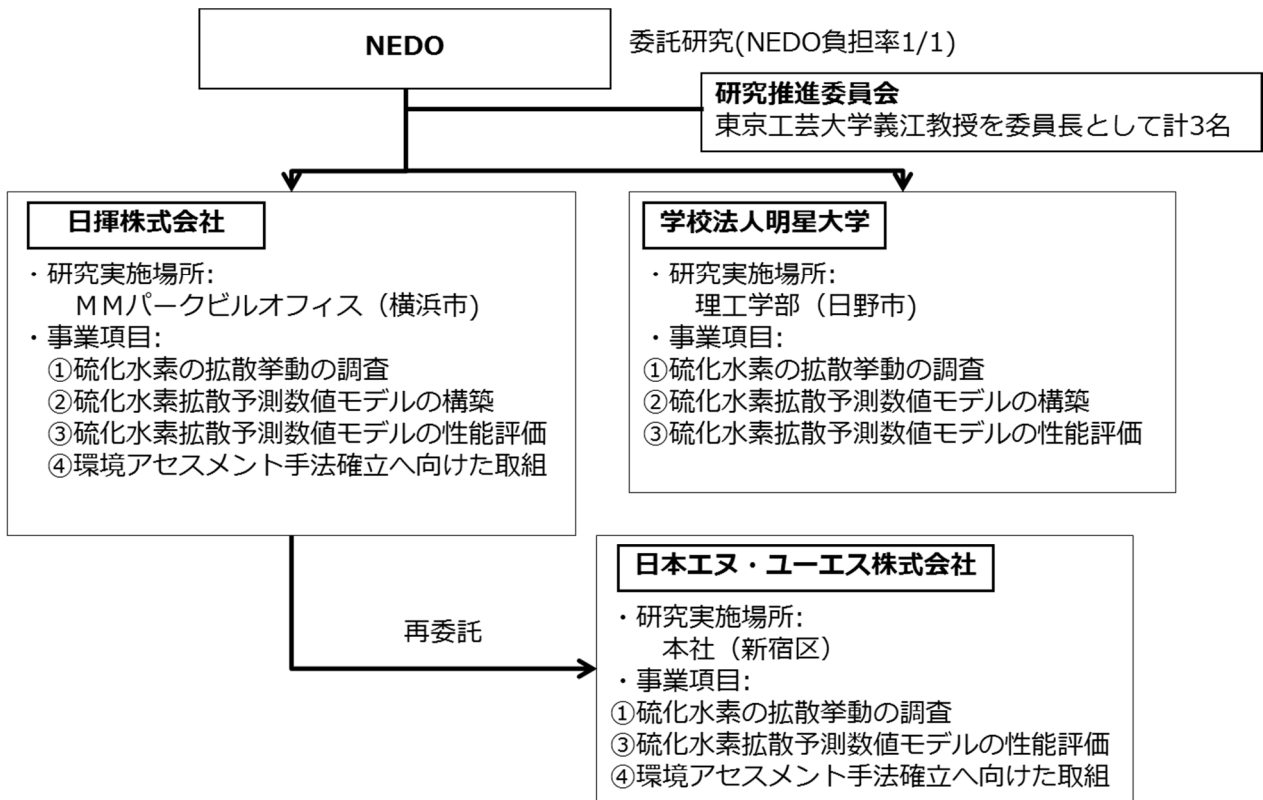 NEDO
委託研究(NEDO負担率1/1)
研究推進委員会
東京工芸大学義江教授を委員長として計3名
日揮株式会社
・研究実施場所:
ＭＭパークビルオフィス（横浜市)
・事業項目:
①硫化水素の拡散挙動の調査
②硫化水素拡散予測数値モデルの構築
③硫化水素拡散予測数値モデルの性能評価
④環境アセスメント手法確立へ向けた取組
学校法人明星大学
・研究実施場所:
理工学部（日野市)
・事業項目:
①硫化水素の拡散挙動の調査
②硫化水素拡散予測数値モデルの構築
③硫化水素拡散予測数値モデルの性能評価
再委託
日本エヌ・ユーエス株式会社
・研究実施場所:
本社（新宿区）
・事業項目:
①硫化水素の拡散挙動の調査
③硫化水素拡散予測数値モデルの性能評価
④環境アセスメント手法確立へ向けた取組